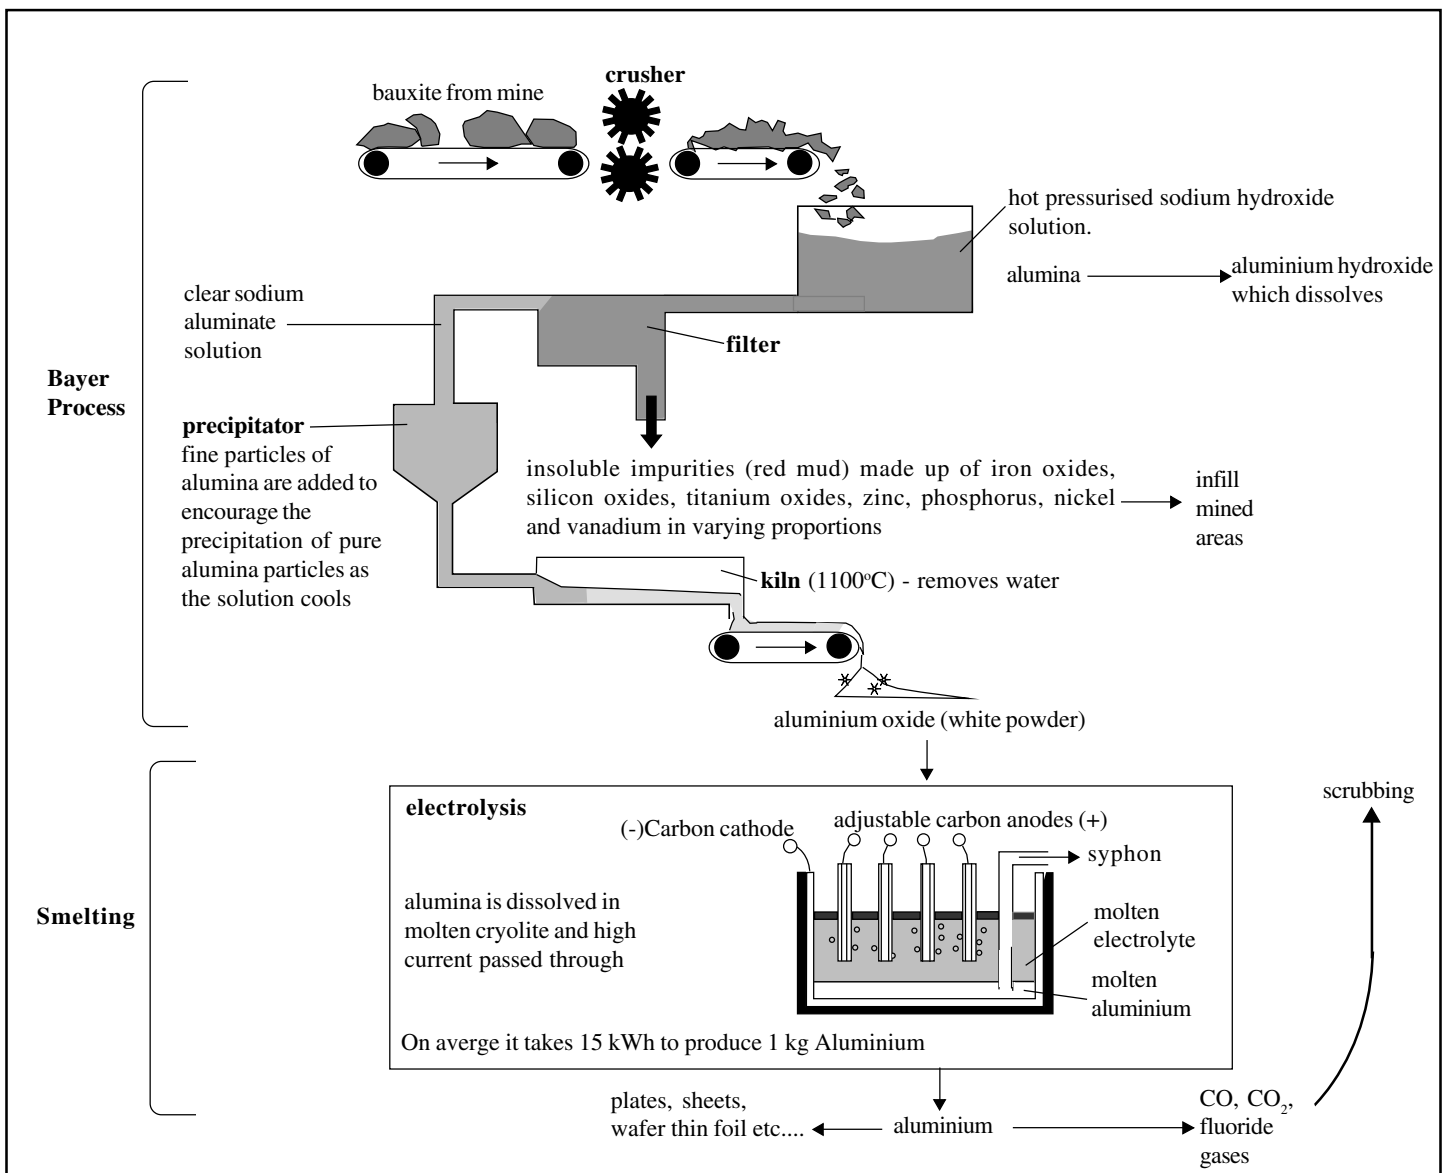 crusher
bauxite from mine
hot pressurised sodium hydroxide
solution.
alumina
aluminium hydroxide
which dissolves
clear sodium
aluminate
solution
filter
Bayer
Process
precipitator
fine particles of
alumina are added to
encourage the
precipitation of pure
alumina particles as
the solution cools
insoluble impurities (red mud) made up of iron oxides,
silicon oxides, titanium oxides, zinc, phosphorus, nickel
and vanadium in varying proportions
infill
mined
areas
kiln (1100°C) - removes water
aluminium oxide (white powder)
Smelting
electrolysis
(-)Carbon cathode
adjustable carbon anodes (+)
syphon
alumina is dissolved in
molten cryolite and high
current passed through
molten
electrolyte
molten
aluminium
On averge it takes 15 kWh to produce 1 kg Aluminium
scrubbing
plates, sheets,
wafer thin foil etc....
aluminium
CO, CO₂,
fluoride
gases